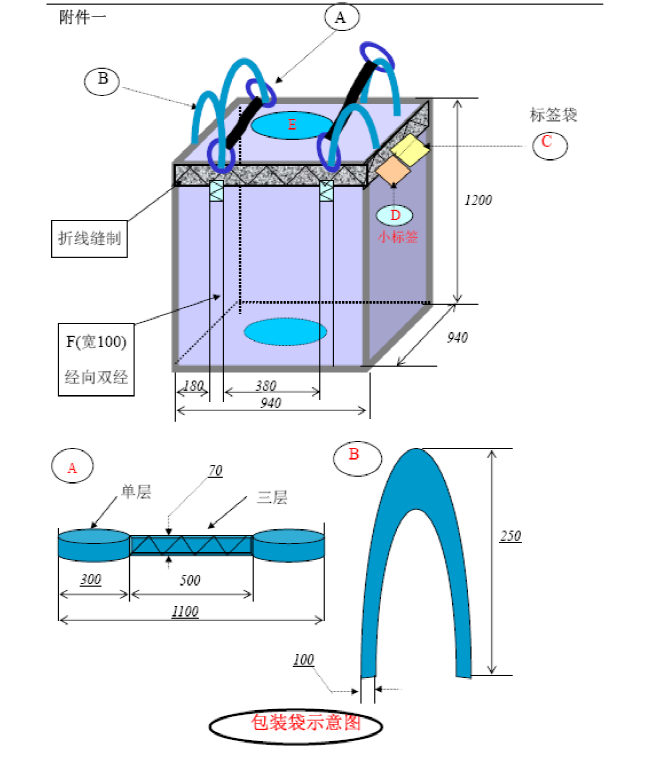 附件一
A
B
E
标签袋
C
D
小标签
1200
折线缝制
F(宽100)
经向双经
940
180
380
940
A
B
单层
70
三层
300
500
1100
250
100
包装袋示意图